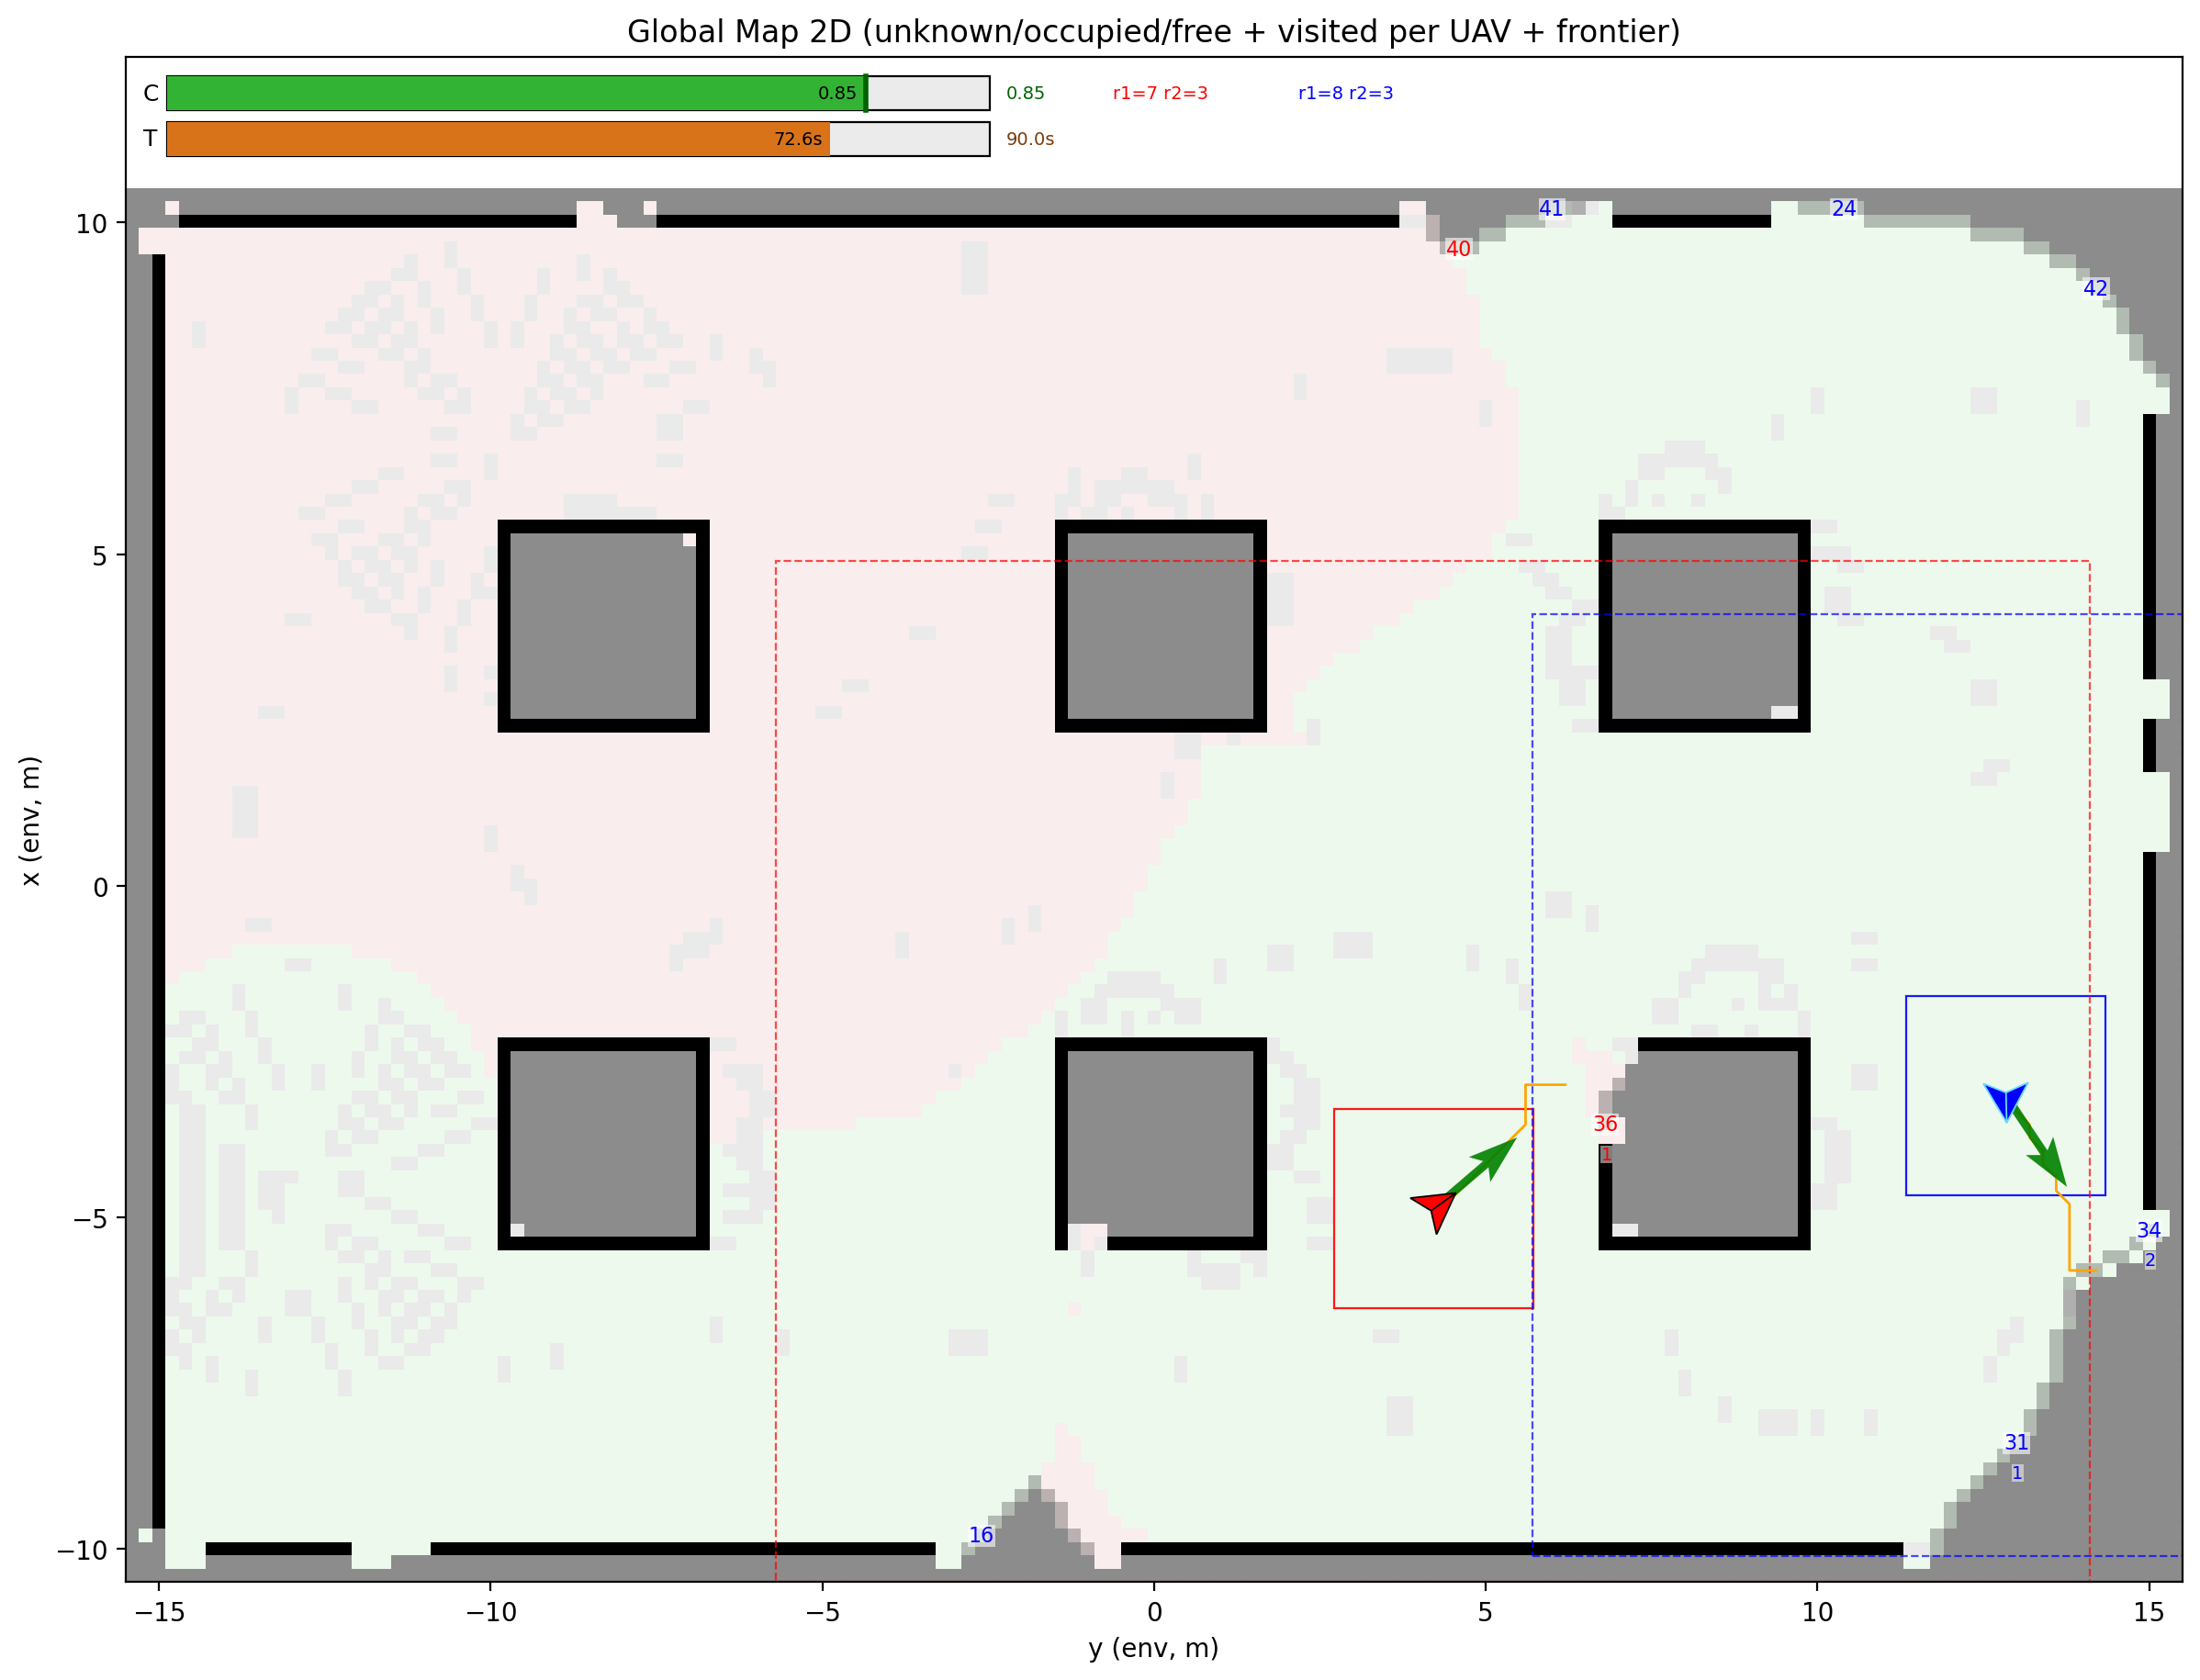 Global Map 2D (unknown/occupied/free + visited per UAV + frontier)
C 0.85 0.85 r1=7 r2=3 r1=8 r2=3
T 72.6s 90.0s
41 24
10
40
42
5
x (env, m)
0
36
1
−5
34
2
31
1
16
−10
−15 −10 −5 0 5 10 15
y (env, m)